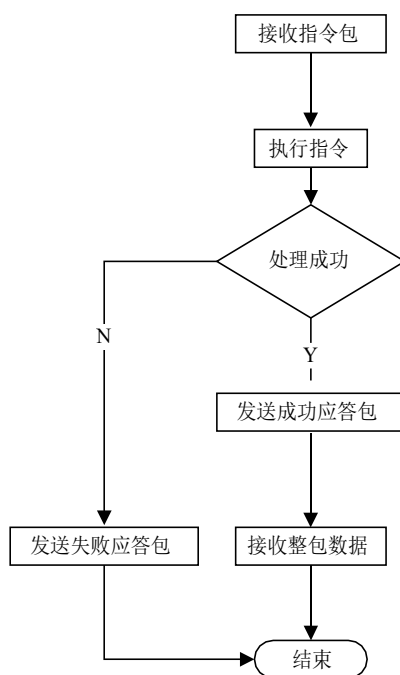 接收指令包
执行指令
处理成功
N
Y
发送成功应答包
发送失败应答包
接收整包数据
结束